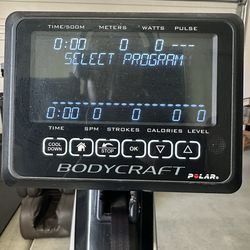 TIME/500M METERS WATTS PULSE
0:00 0 0 ---
SELECT PROGRAM
0:00 0 0 0 0
TIME SPM STROKES CALORIES LEVEL
COOL DOWN STOP OK
BODYCRAFT POLAR